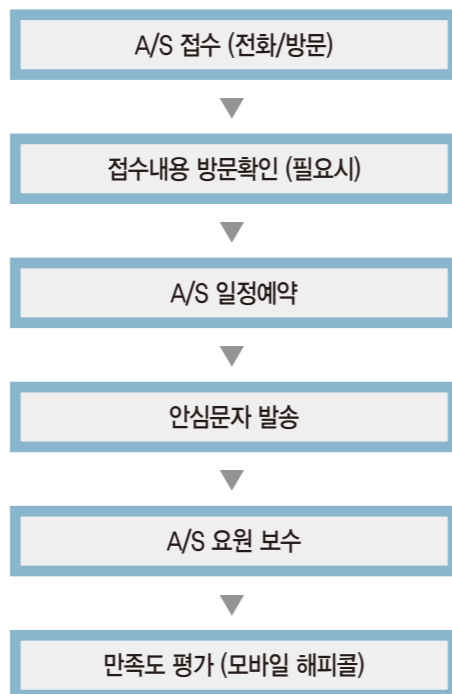 A/S 접수 (전화/방문)
접수내용 방문확인 (필요시)
A/S 일정예약
안심문자 발송
A/S 요원 보수
만족도 평가 (모바일 해피콜)